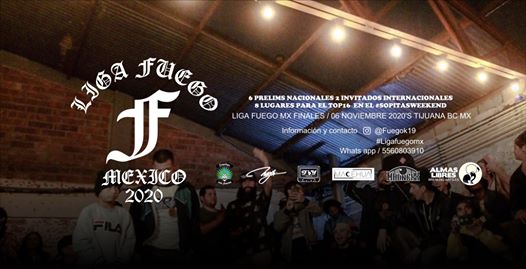 LIGA FUEGO
F
MEXICO
2020
6 PRELIMS NACIONALES 2 INVITADOS INTERNACIONALES
8 LUGARES PARA EL TOP16 EN EL #SOPITASWEEKEND
LIGA FUEGO MX FINALES / 06 NOVIEMBRE 2020'S TIJUANA BC MX
Información y contacto @Fuegok19
#Ligafuegomx
Whats app / 5560803910
ALMAS
LIBRES
FILA